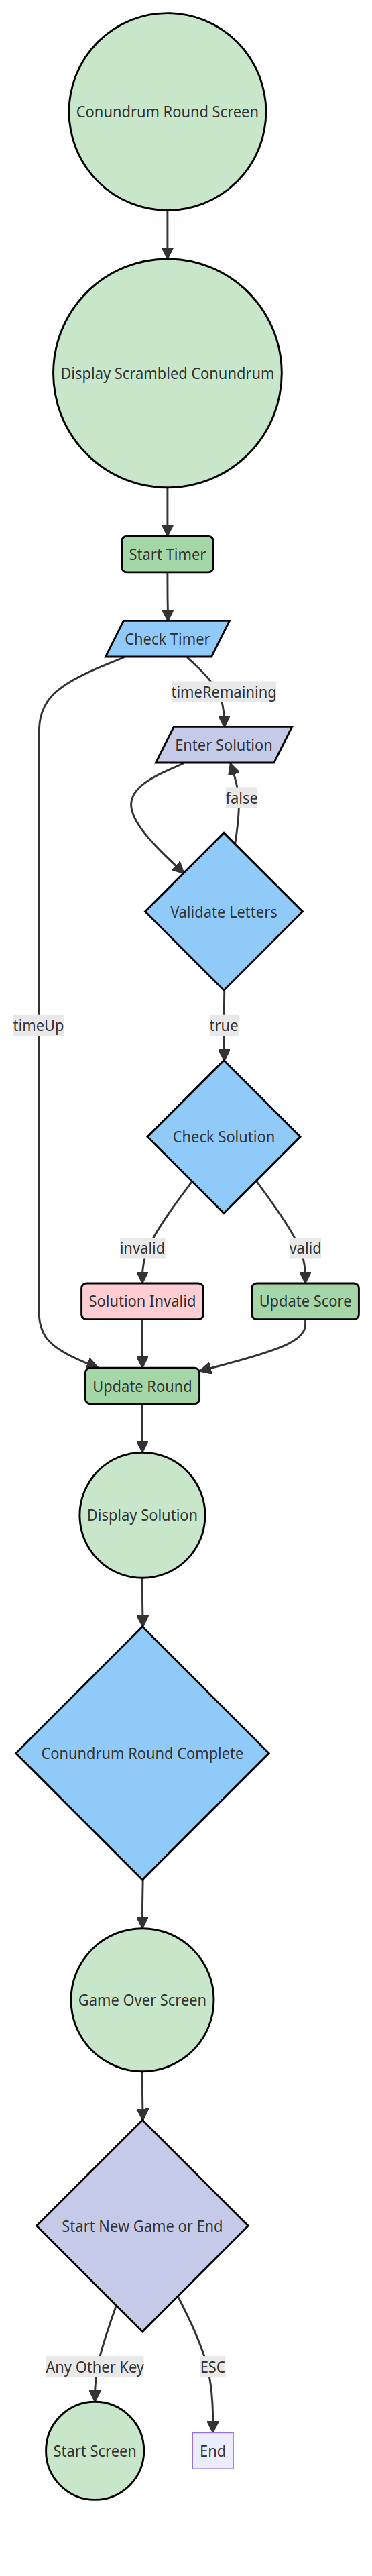 Conundrum Round Screen
Display Scrambled Conundrum
Start Timer
Check Timer
timeRemaining
Enter Solution
false
Validate Letters
timeUp
true
Check Solution
invalid
valid
Solution Invalid
Update Score
Update Round
Display Solution
Conundrum Round Complete
Game Over Screen
Start New Game or End
Any Other Key
ESC
Start Screen
End